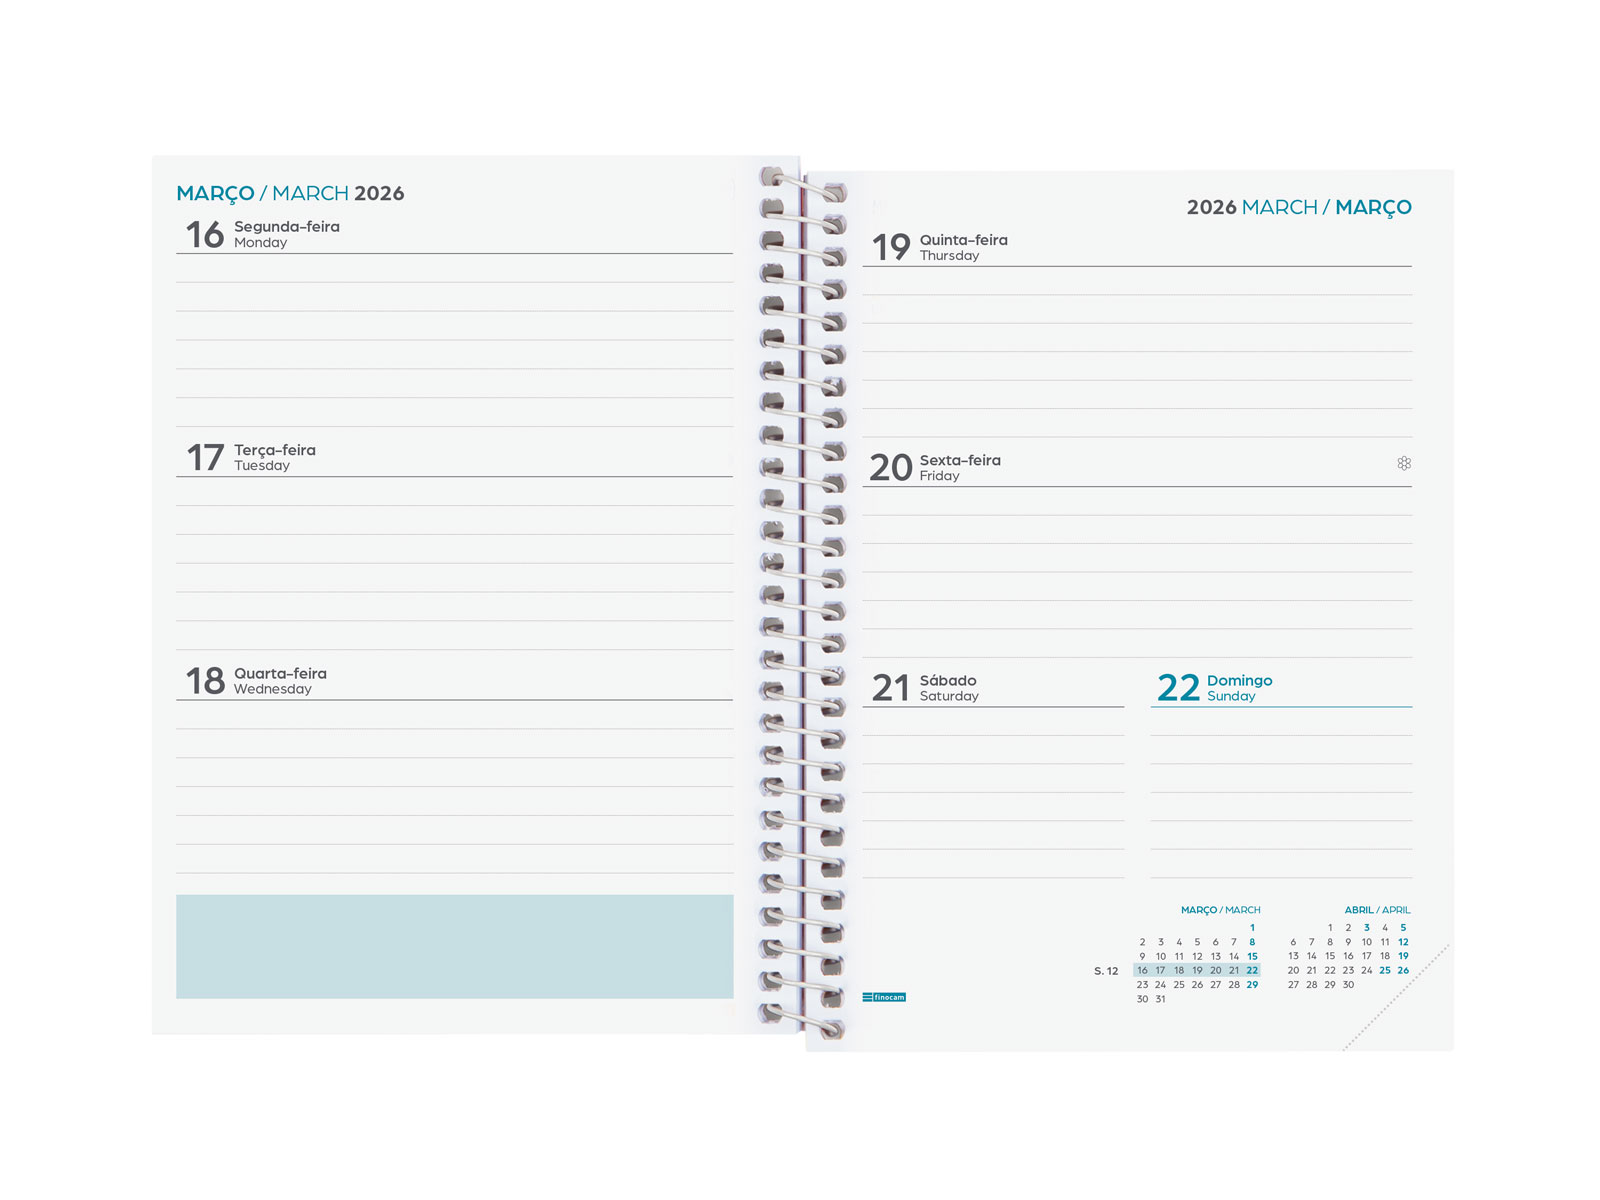 MARÇO / MARCH 2026
16 Segunda-feira
Monday
17 Terça-feira
Tuesday
18 Quarta-feira
Wednesday
2026 MARCH / MARÇO
19 Quinta-feira
Thursday
20 Sexta-feira
Friday
21 Sábado
Saturday
22 Domingo
Sunday
MARÇO / MARCH
1
2 3 4 5 6 7 8
9 10 11 12 13 14 15
S. 12 16 17 18 19 20 21 22
23 24 25 26 27 28 29
30 31
ABRIL / APRIL
1 2 3 4 5
6 7 8 9 10 11 12
13 14 15 16 17 18 19
20 21 22 23 24 25 26
27 28 29 30
finocam